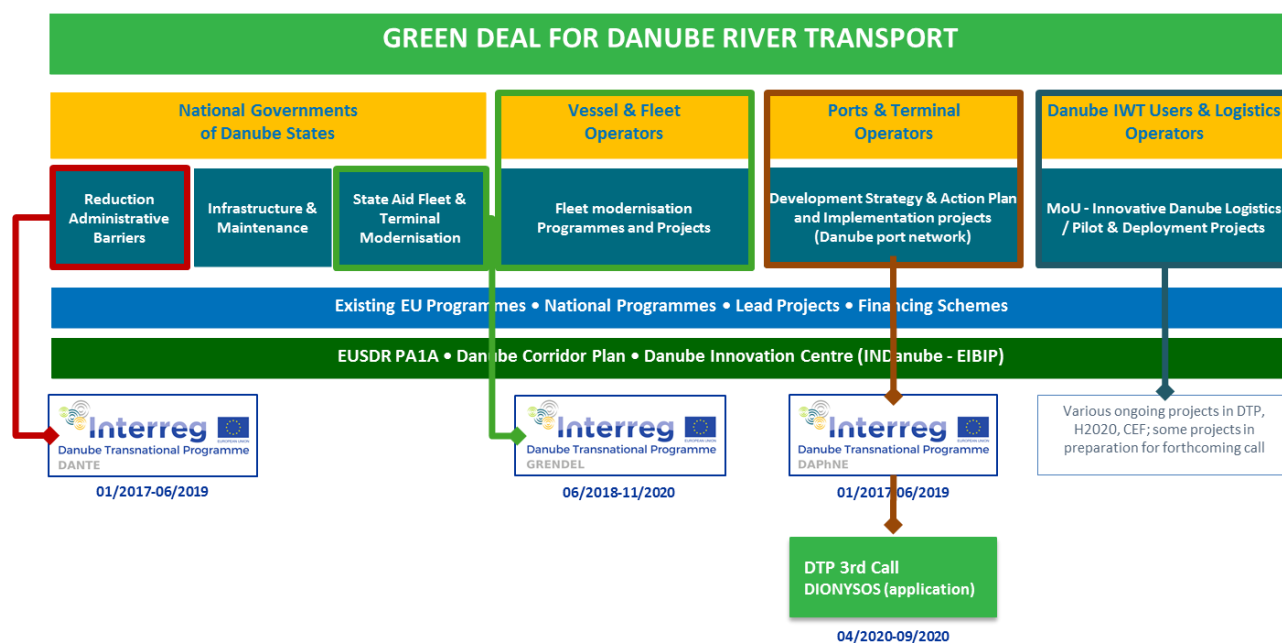 GREEN DEAL FOR DANUBE RIVER TRANSPORT
National Governments
of Danube States
Vessel & Fleet
Operators
Ports & Terminal
Operators
Danube IWT Users & Logistics
Operators
Reduction
Administrative
Barriers
Infrastructure &
Maintenance
State Aid Fleet &
Terminal
Modernisation
Fleet modernisation
Programmes and Projects
Development Strategy & Action Plan
and Implementation projects
(Danube port network)
MoU - Innovative Danube Logistics
/ Pilot & Deployment Projects
Existing EU Programmes • National Programmes • Lead Projects • Financing Schemes
EUSDR PA1A • Danube Corridor Plan • Danube Innovation Centre (INDanube - EIBIP)
Interreg
EUROPEAN UNION
Danube Transnational Programme
DANTE
01/2017-06/2019
Interreg
EUROPEAN UNION
Danube Transnational Programme
GRENDEL
06/2018-11/2020
Interreg
EUROPEAN UNION
Danube Transnational Programme
DAPhNE
01/2017-06/2019
Various ongoing projects in DTP,
H2020, CEF; some projects in
preparation for forthcoming call
DTP 3rd Call
DIONYSOS (application)
04/2020-09/2020